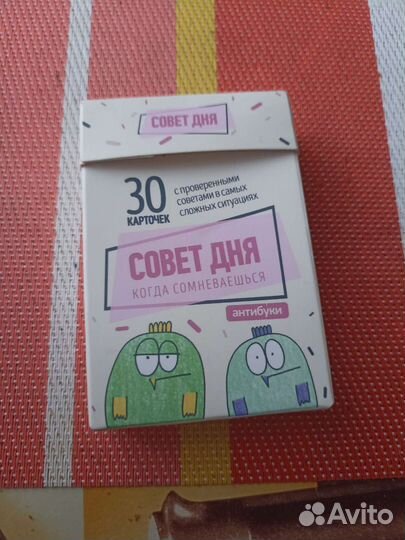 СОВЕТ ДНЯ
30
КАРТОЧЕК
с проверенными
советами в самых
сложных ситуациях
СОВЕТ ДНЯ
КОГДА СОМНЕВАЕШЬСЯ
антибуки
Avito